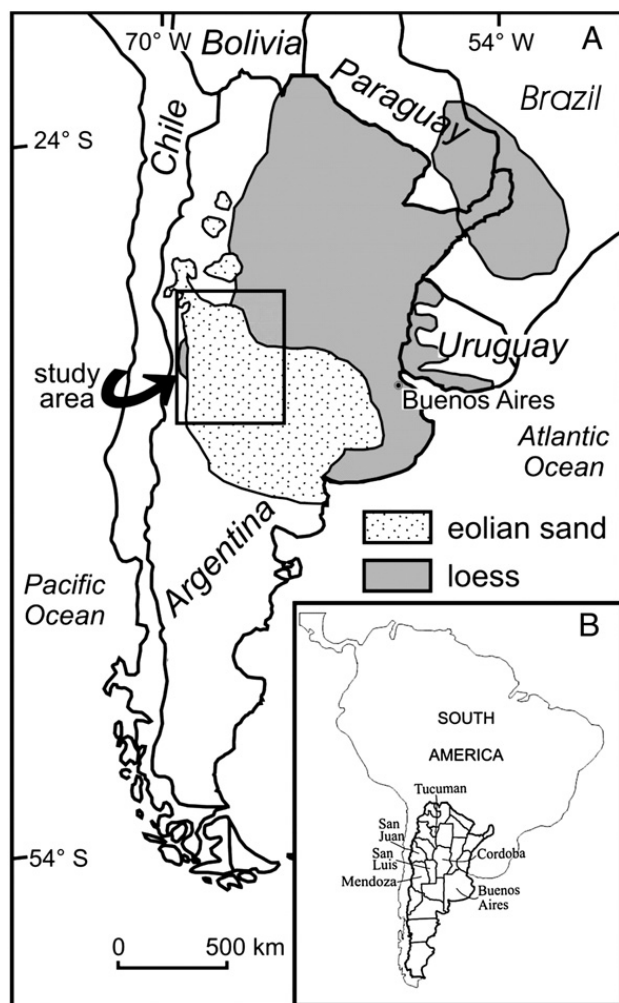 70° W
54° W
A
Bolivia
Paraguay
Brazil
24° S
Chile
Uruguay
study
area
Buenos Aires
Atlantic
Ocean
Argentina
eolian sand
loess
Pacific
Ocean
54° S
0 500 km
B
SOUTH
AMERICA
Tucuman
San
Juan
San
Luis
Cordoba
Mendoza
Buenos
Aires